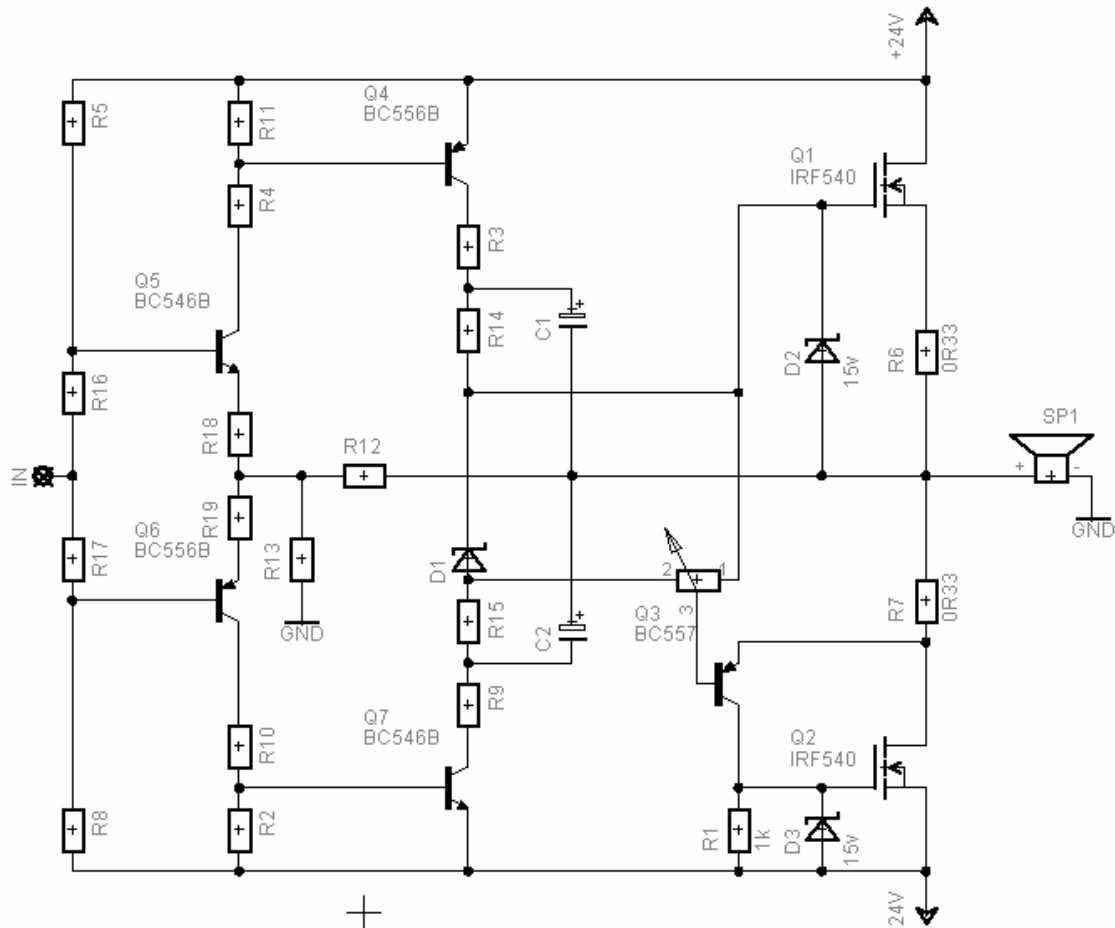 +24V
R5
R11
Q4
BC556B
Q1
IRF540
R4
R3
Q5
BC546B
R14
+
C1
D2
15v
R6
0R33
R16
R18
R12
SP1
+
-
IN
GND
R17
Q6
BC556B
R19
R13
GND
D1
2
1
3
Q3
BC557
R7
0R33
R15
+
C2
R9
R10
Q7
BC546B
Q2
IRF540
R8
R2
R1
1k
D3
15v
24V